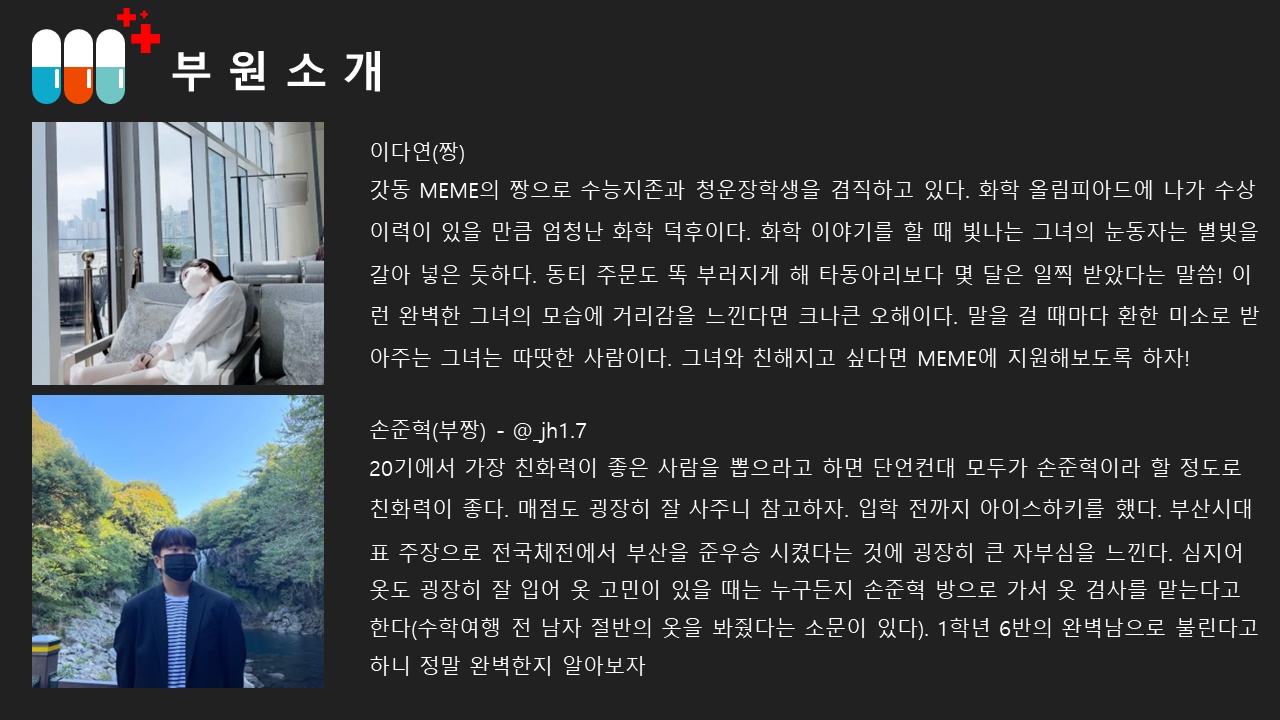 부원소개
이다연(짱)
갓동 MEME의 짱으로 수능지존과 청운장학생을 겸직하고 있다. 화학 올림피아드에 나가 수상
이력이 있을 만큼 엄청난 화학 덕후이다. 화학 이야기를 할 때 빛나는 그녀의 눈동자는 별빛을
갈아 넣은 듯하다. 동티 주문도 똑 부러지게 해 타동아리보다 몇 달은 일찍 받았다는 말씀! 이
런 완벽한 그녀의 모습에 거리감을 느낀다면 크나큰 오해이다. 말을 걸 때마다 환한 미소로 받
아주는 그녀는 따땃한 사람이다. 그녀와 친해지고 싶다면 MEME에 지원해보도록 하자!
손준혁(부짱) - @_jh1.7
20기에서 가장 친화력이 좋은 사람을 뽑으라고 하면 단언컨대 모두가 손준혁이라 할 정도로
친화력이 좋다. 매점도 굉장히 잘 사주니 참고하자. 입학 전까지 아이스하키를 했다. 부산시대
표 주장으로 전국체전에서 부산을 준우승 시켰다는 것에 굉장히 큰 자부심을 느낀다. 심지어
옷도 굉장히 잘 입어 옷 고민이 있을 때는 누구든지 손준혁 방으로 가서 옷 검사를 맡는다고
한다(수학여행 전 남자 절반의 옷을 봐줬다는 소문이 있다). 1학년 6반의 완벽남으로 불린다고
하니 정말 완벽한지 알아보자